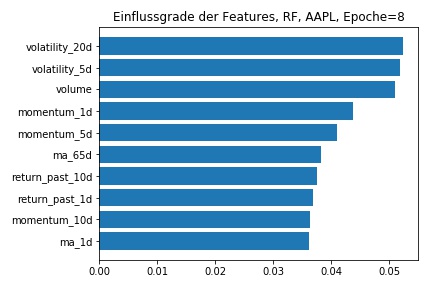 Einflussgrade der Features, RF, AAPL, Epoche=8
volatility_20d
volatility_5d
volume
momentum_1d
momentum_5d
ma_65d
return_past_10d
return_past_1d
momentum_10d
ma_1d
0.00 0.01 0.02 0.03 0.04 0.05